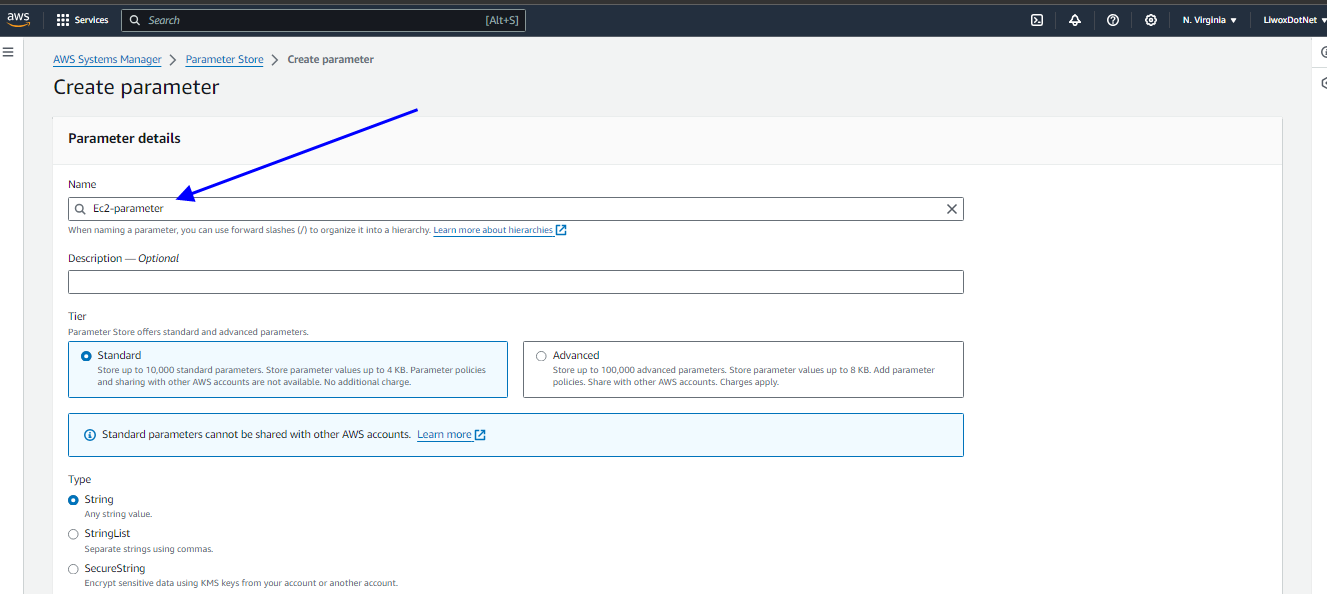 aws Services Search [Alt+S] N. Virginia LiwoxDotNet
AWS Systems Manager > Parameter Store > Create parameter
Create parameter
Parameter details
Name
Ec2-parameter
When naming a parameter, you can use forward slashes (/) to organize it into a hierarchy. Learn more about hierarchies
Description — Optional
Tier
Parameter Store offers standard and advanced parameters.
Standard
Store up to 10,000 standard parameters. Store parameter values up to 4 KB. Parameter policies
and sharing with other AWS accounts are not available. No additional charge.
Advanced
Store up to 100,000 advanced parameters. Store parameter values up to 8 KB. Add parameter
policies. Share with other AWS accounts. Charges apply.
Standard parameters cannot be shared with other AWS accounts. Learn more
Type
String
Any string value.
StringList
Separate strings using commas.
SecureString
Encrypt sensitive data using KMS keys from your account or another account.